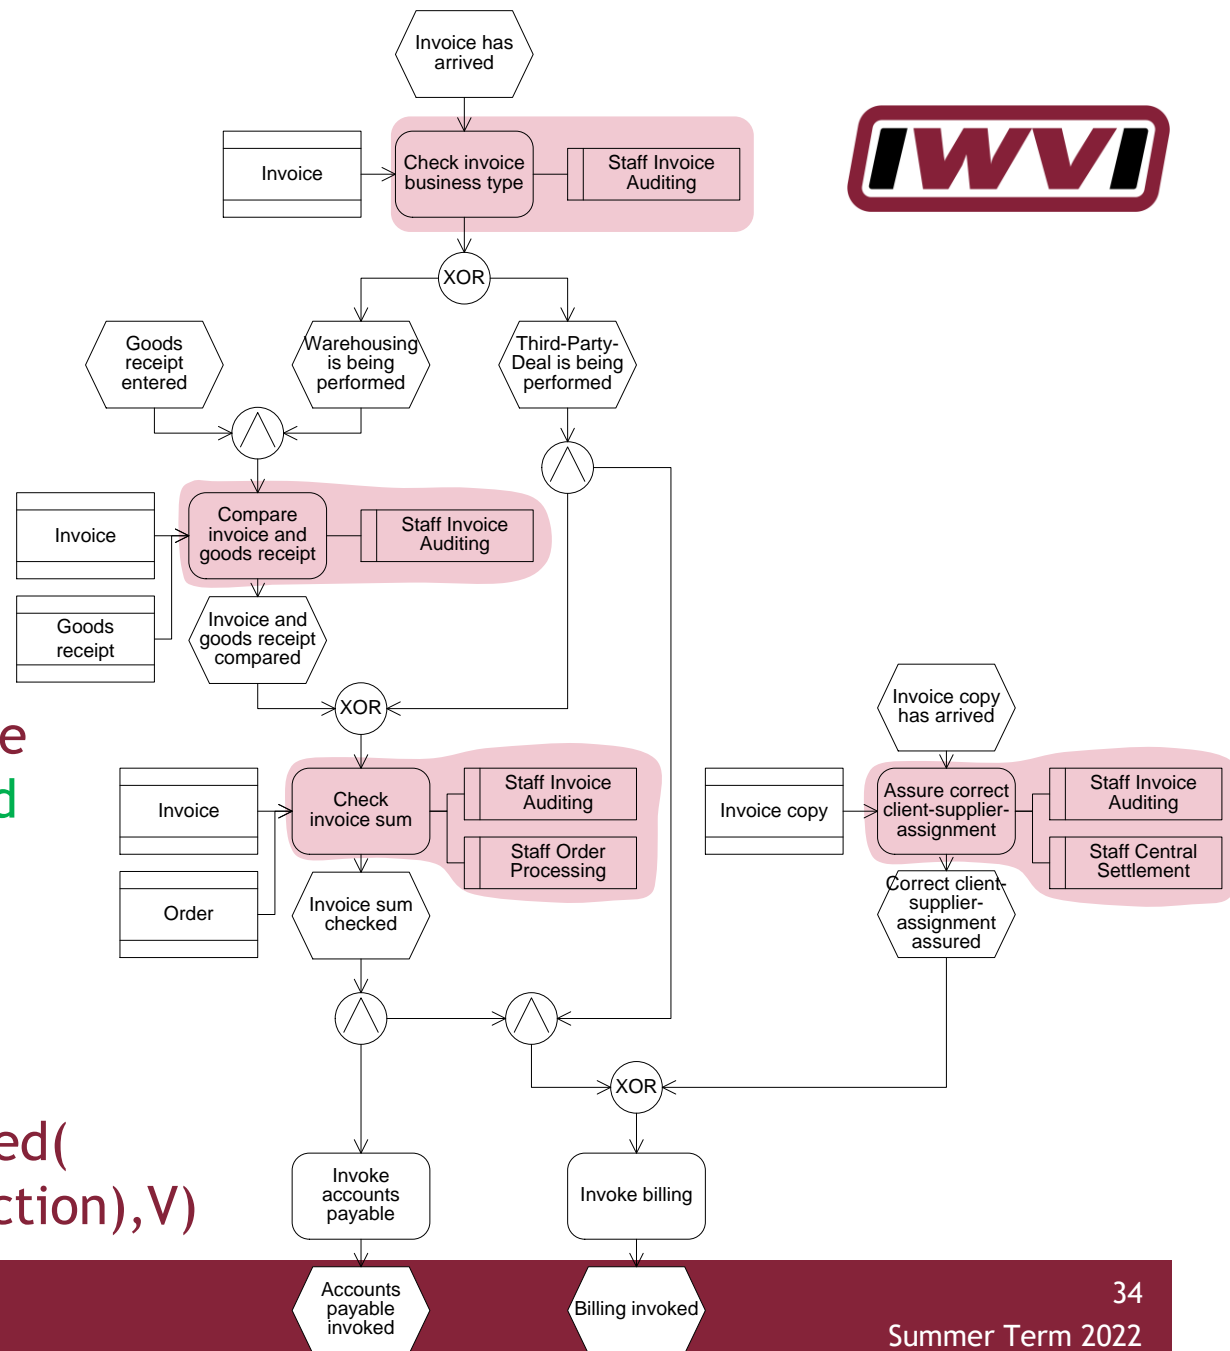 Invoice has
arrived
Invoice
Check invoice
business type
Staff Invoice
Auditing
IWVI
XOR
Goods
receipt
entered
Warehousing
is being
performed
Third-Party-
Deal is being
performed
Invoice
Compare
invoice and
goods receipt
Staff Invoice
Auditing
Goods
receipt
Invoice and
goods receipt
compared
XOR
Invoice copy
has arrived
e
d
Invoice
Check
invoice sum
Staff Invoice
Auditing
Staff Order
Processing
Invoice copy
Assure correct
client-supplier-
assignment
Staff Invoice
Auditing
Staff Central
Settlement
Order
Invoice sum
checked
Correct client-
supplier-
assignment
assured
XOR
ed(
ction),V)
Invoke
accounts
payable
Invoke billing
Accounts
payable
invoked
Billing invoked
34
Summer Term 2022